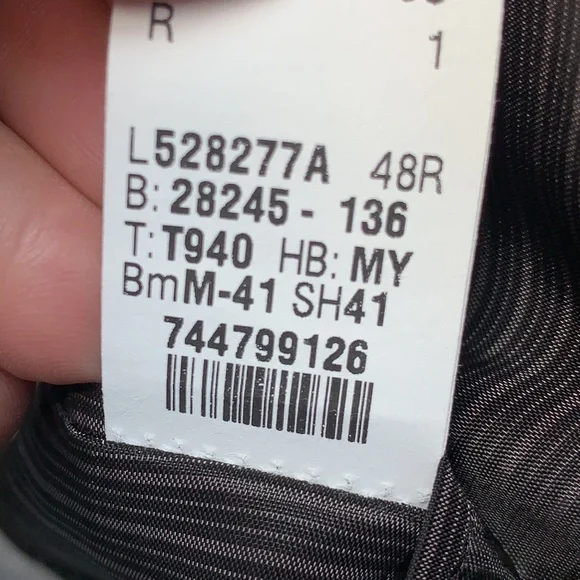 R 1
L528277A 48R
B: 28245 - 136
T: T940 HB: MY
BmM-41 SH41
744799126